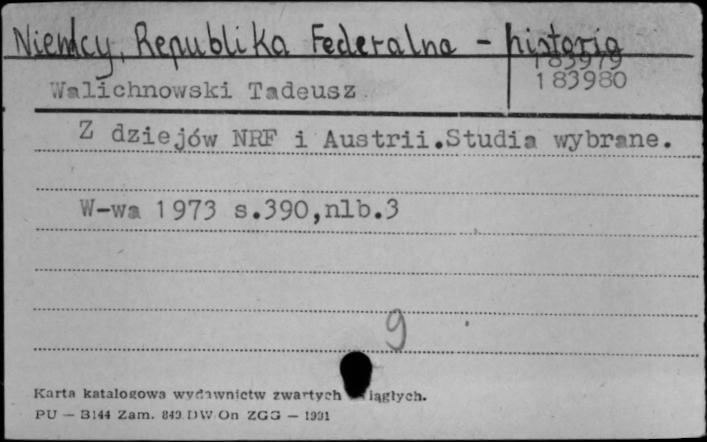 Niemcy, Republika Federalna - historia
183979
Walichnowski Tadeusz 183980
Z dziejów NRF i Austrii.Studia wybrane.
W-wa 1973 s.390,nlb.3
9
Karta katalogowa wydawnictw zwartych ciągłych.
PU — B144 Zam. 849 DW On ZGG — 1931